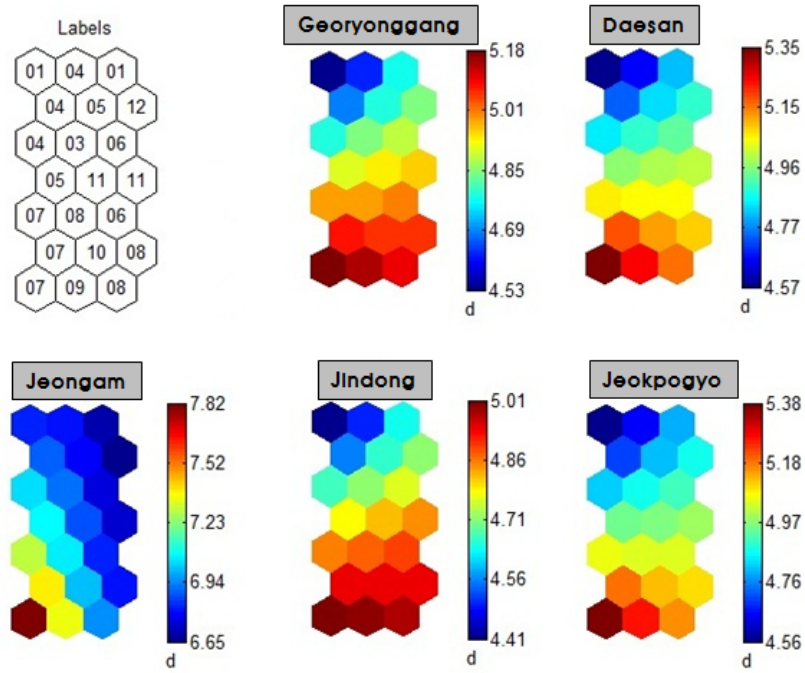 Labels
01 04 01
04 05 12
04 03 06
05 11 11
07 08 06
07 10 08
07 09 08
Georyonggang
5.18
5.01
4.85
4.69
4.53
d
Daesan
5.35
5.15
4.96
4.77
4.57
d
Jeongam
7.82
7.52
7.23
6.94
6.65
d
Jindong
5.01
4.86
4.71
4.56
4.41
d
Jeokpogyo
5.38
5.18
4.97
4.76
4.56
d